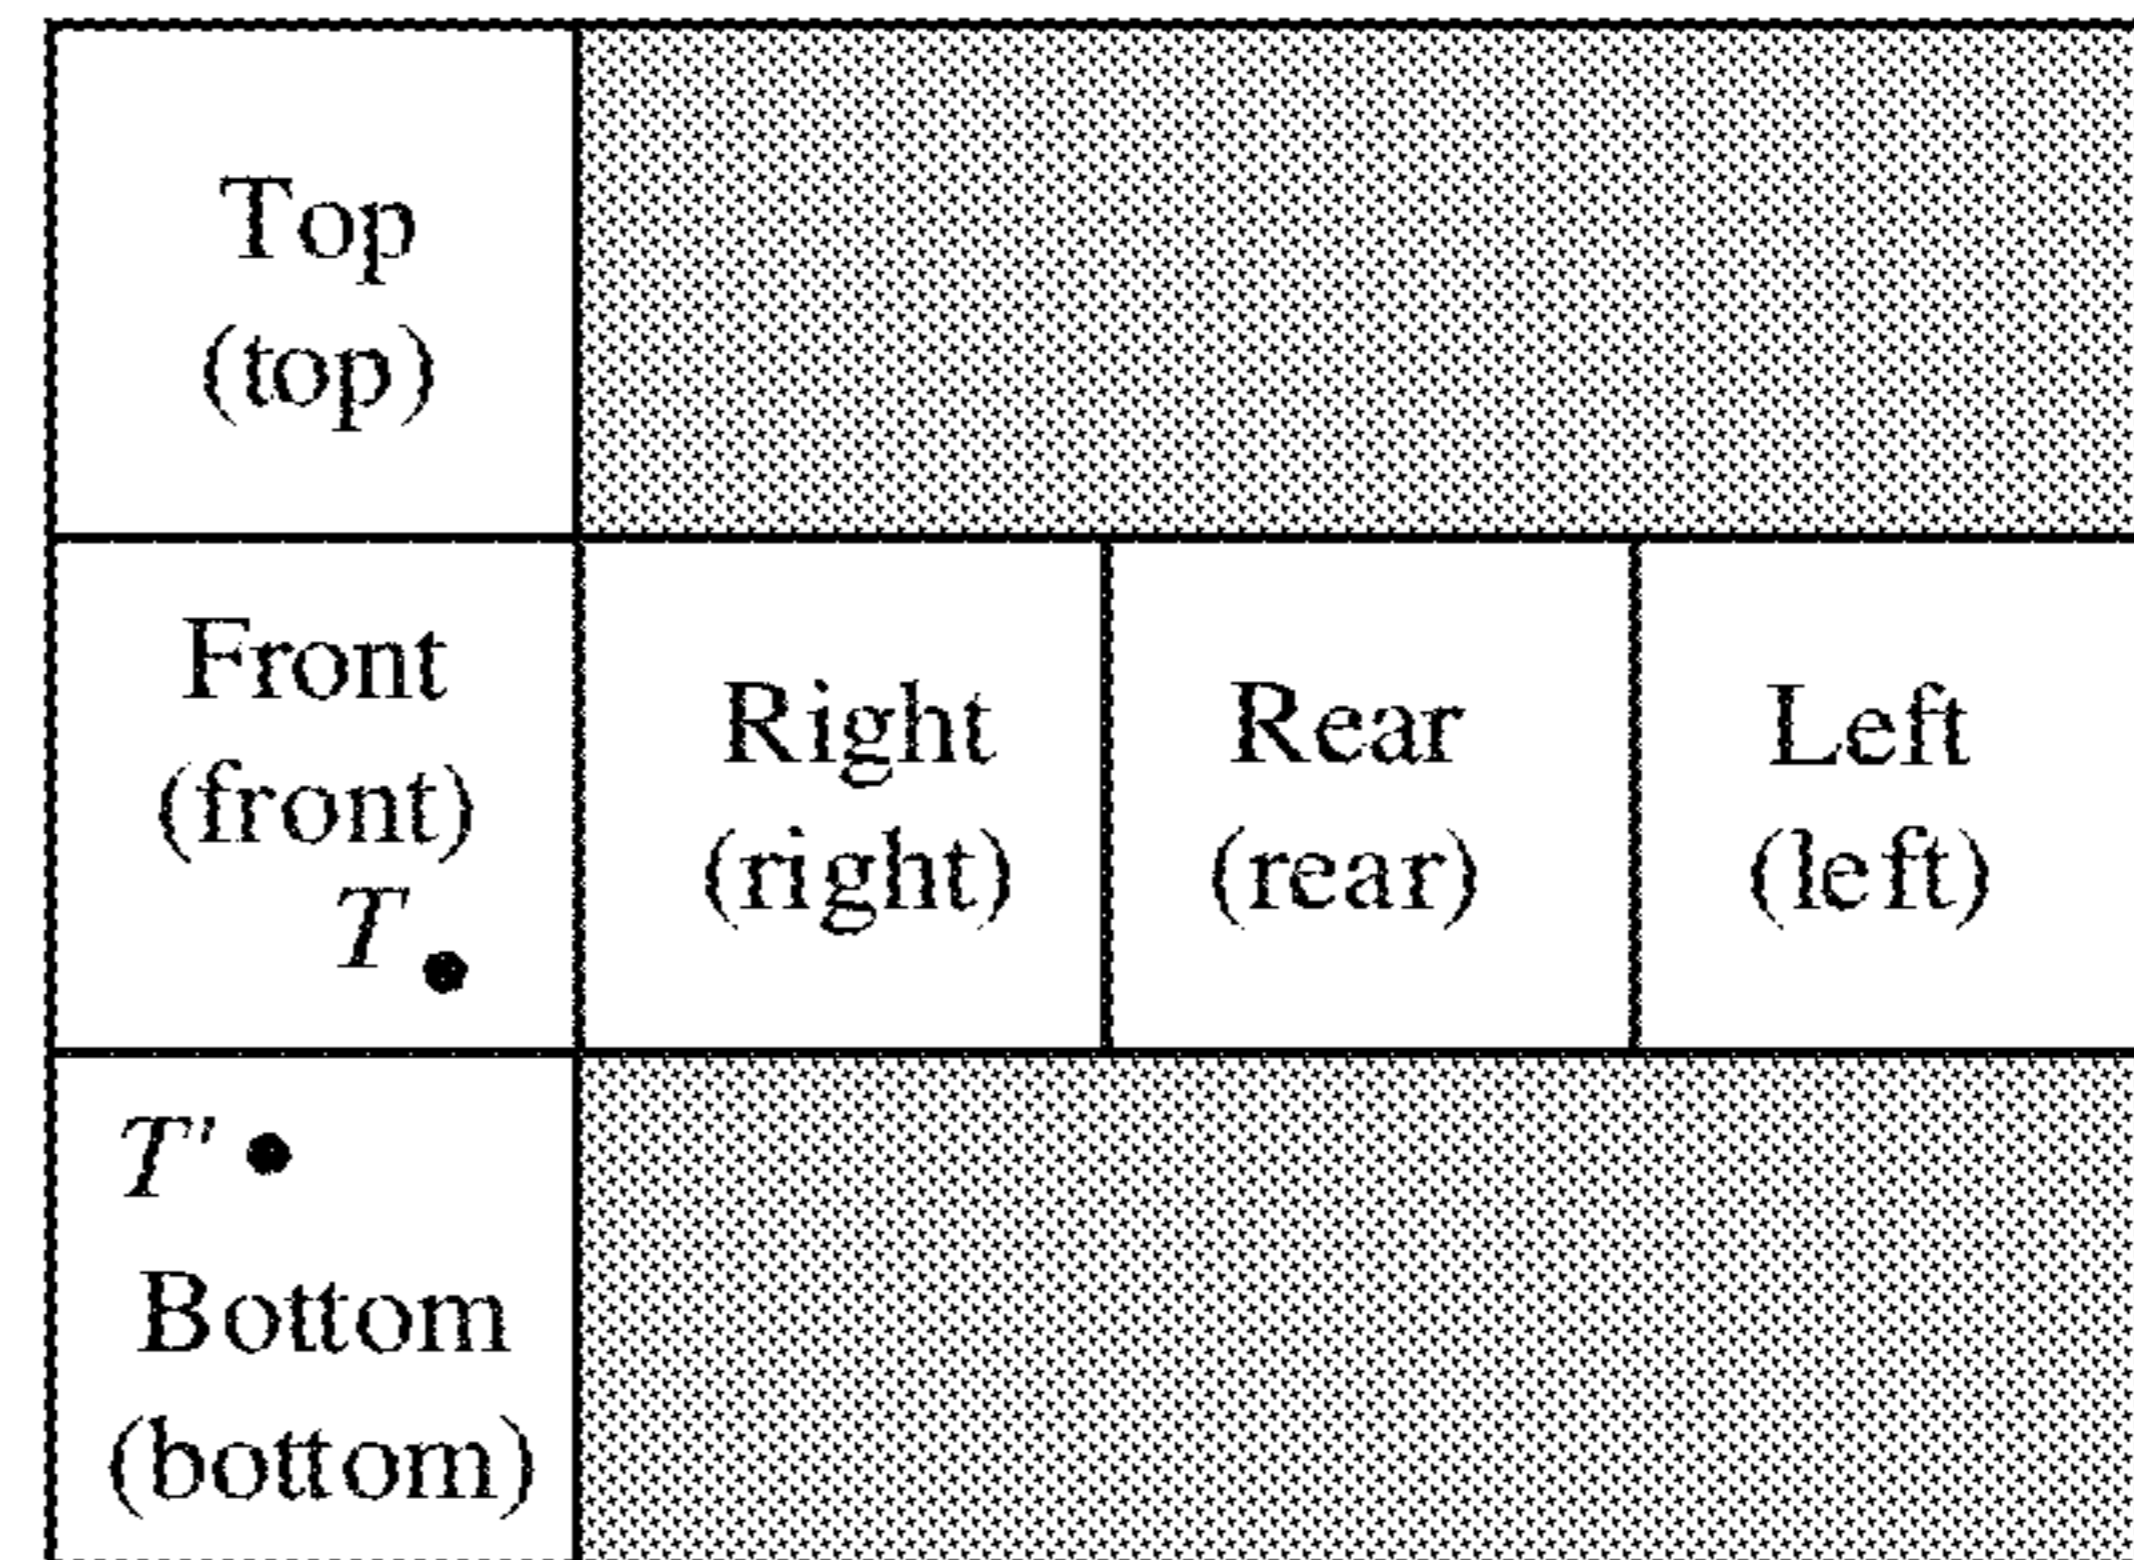 Top
(top)
Front
(front)
T
Right
(right)
Rear
(rear)
Left
(left)
T'
Bottom
(bottom)